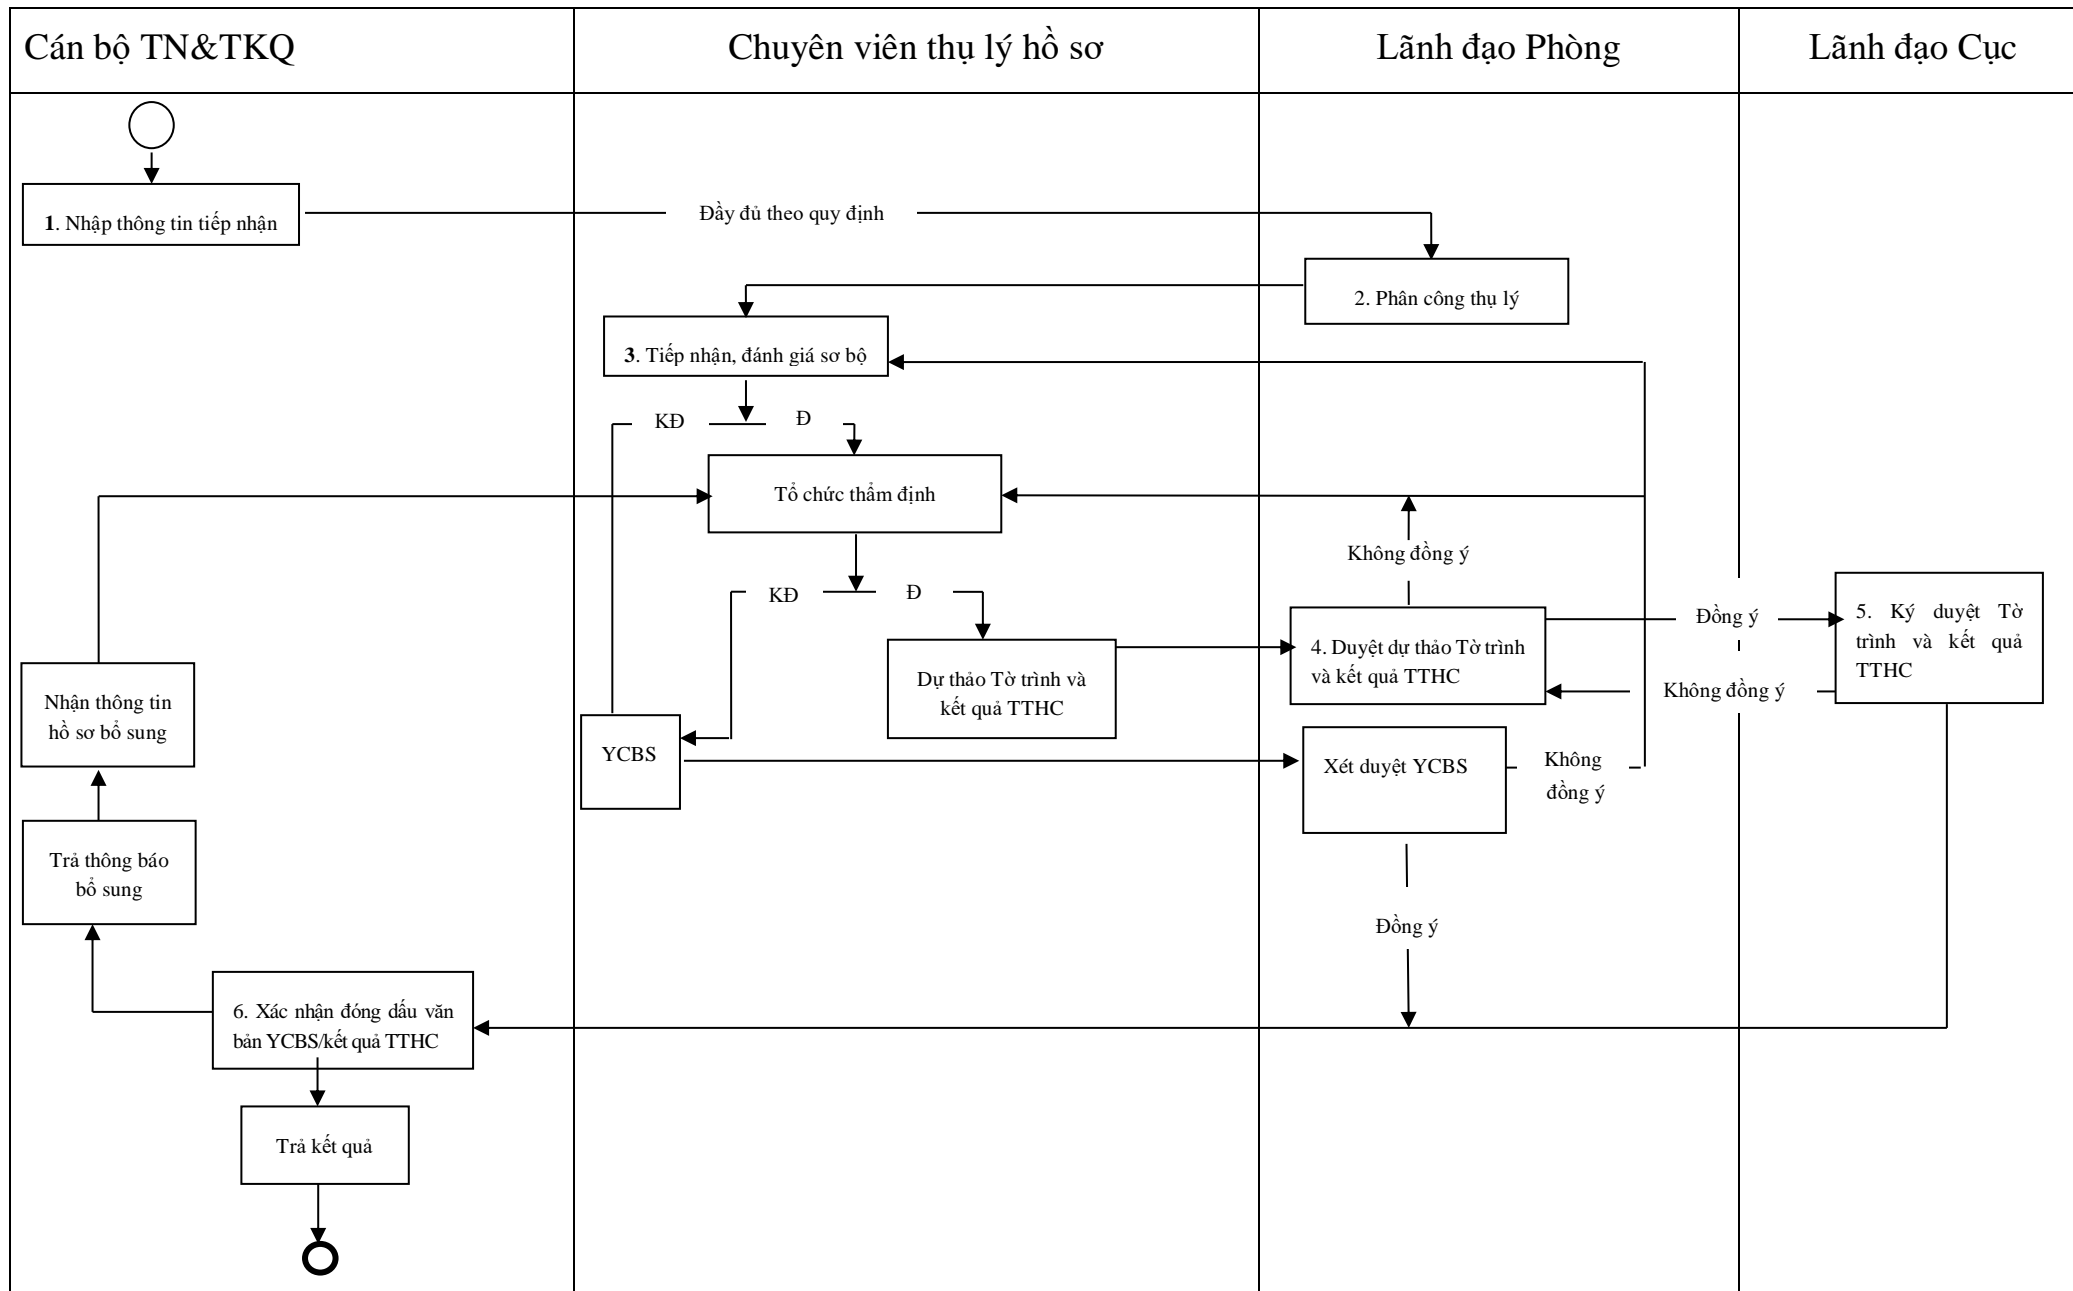 Cán bộ TN&TKQ
Chuyên viên thụ lý hồ sơ
Lãnh đạo Phòng
Lãnh đạo Cục
1. Nhập thông tin tiếp nhận
Đầy đủ theo quy định
2. Phân công thụ lý
3. Tiếp nhận, đánh giá sơ bộ
KĐ
Đ
Tổ chức thẩm định
Không đồng ý
KĐ
Đ
Đồng ý
5. Ký duyệt Tờ
trình và kết quả
TTHC
4. Duyệt dự thảo Tờ trình
và kết quả TTHC
Dự thảo Tờ trình và
kết quả TTHC
Không đồng ý
Nhận thông tin
hồ sơ bổ sung
YCBS
Xét duyệt YCBS
Không
đồng ý
Trả thông báo
bổ sung
Đồng ý
6. Xác nhận đóng dấu văn
bản YCBS/kết quả TTHC
Trả kết quả